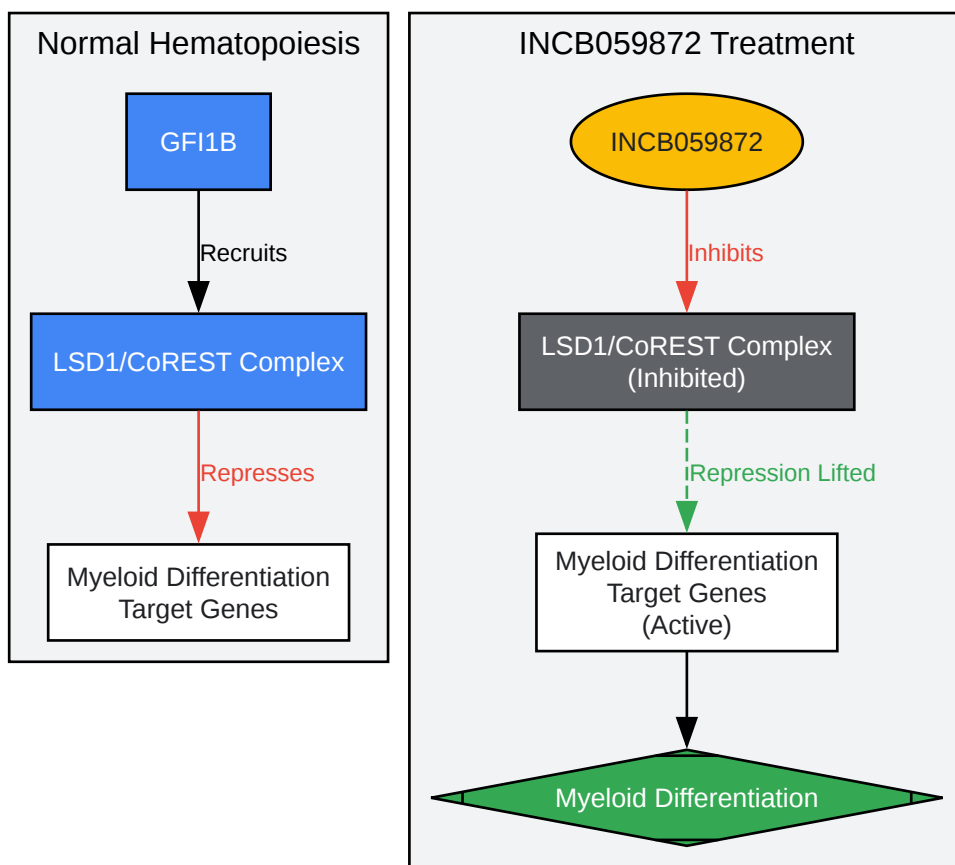 Normal Hematopoiesis
GFI1B
Recruits
LSD1/CoREST Complex
Represses
Myeloid Differentiation
Target Genes
INCB059872 Treatment
INCB059872
Inhibits
LSD1/CoREST Complex
(Inhibited)
Repression Lifted
Myeloid Differentiation
Target Genes
(Active)
Myeloid Differentiation